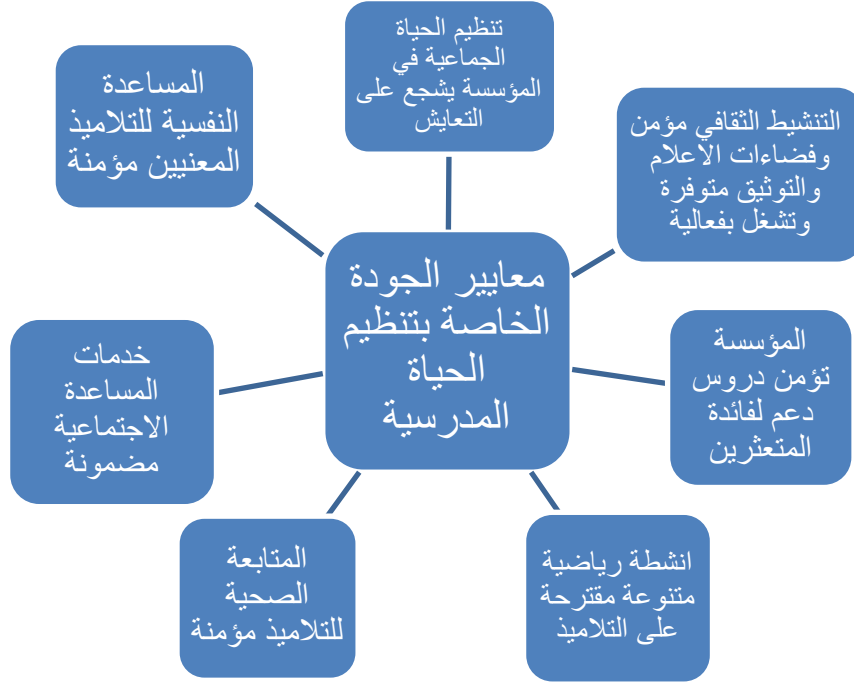 تنظيم الحياة
الجماعية في
المؤسسة يشجع على
التعايش
التنشيط الثقافي مؤمن
وفضاءات الاعلام
والتوثيق متوفرة
وتشغل بفعالية
المؤسسة
تؤمن دروس
دعم لفائدة
المتعثرين
انشطة رياضية
متنوعة مقترحة
على التلاميذ
المتابعة
الصحية
للتلاميذ مؤمنة
خدمات
المساعدة
الاجتماعية
مضمونة
المساعدة
النفسية للتلاميذ
المعنيين مؤمنة
معايير الجودة
الخاصة بتنظيم
الحياة
المدرسية